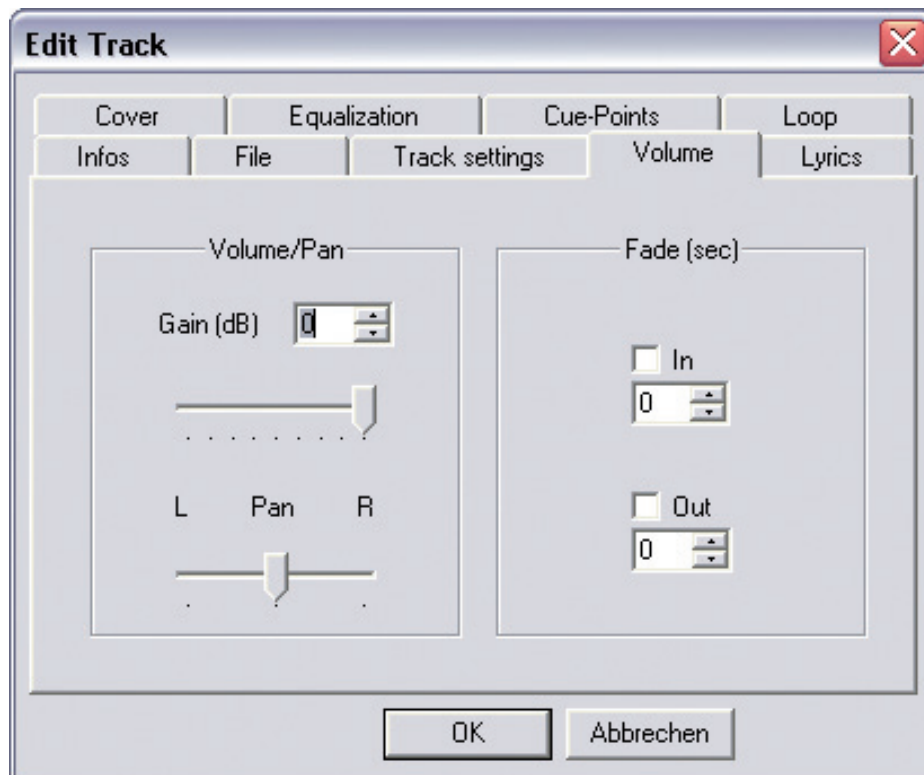 Edit Track
Cover Equalization Cue-Points Loop
Infos File Track settings Volume Lyrics
Volume/Pan
Gain (dB) 0
L Pan R
Fade (sec)
In
0
Out
0
OK Abbrechen